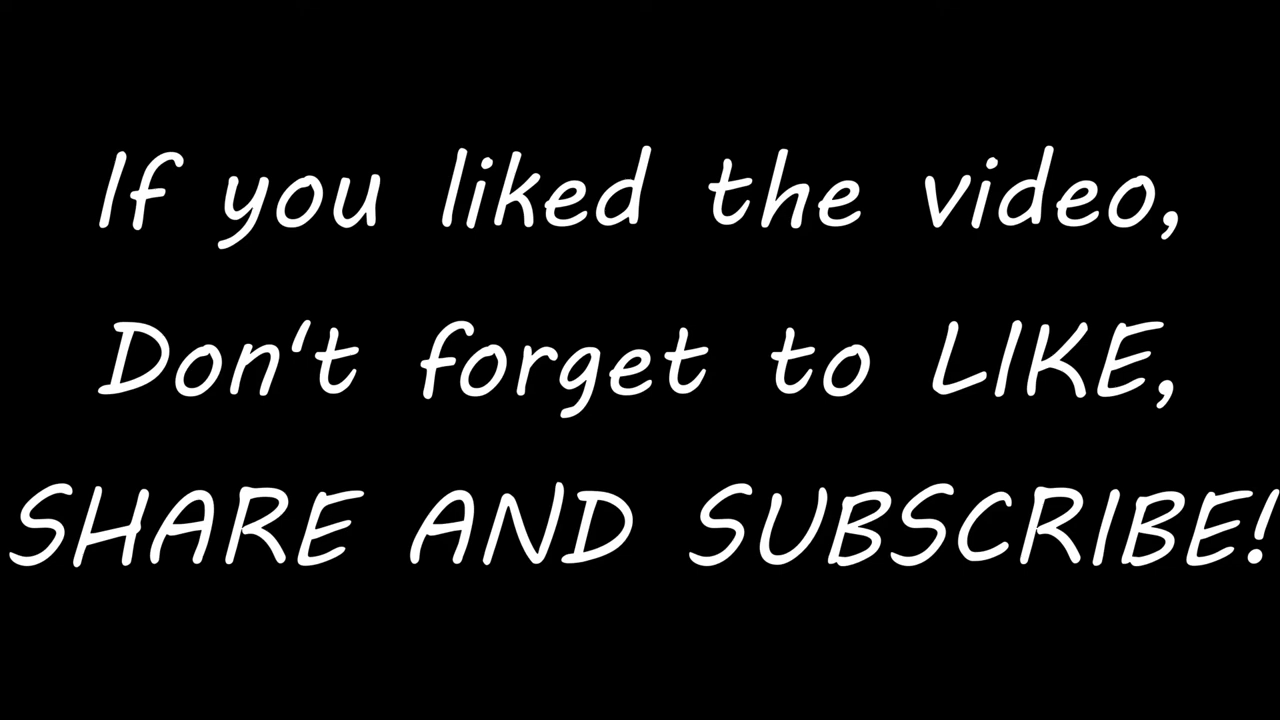 If you liked the video,
Don't forget to LIKE,
SHARE AND SUBSCRIBE!